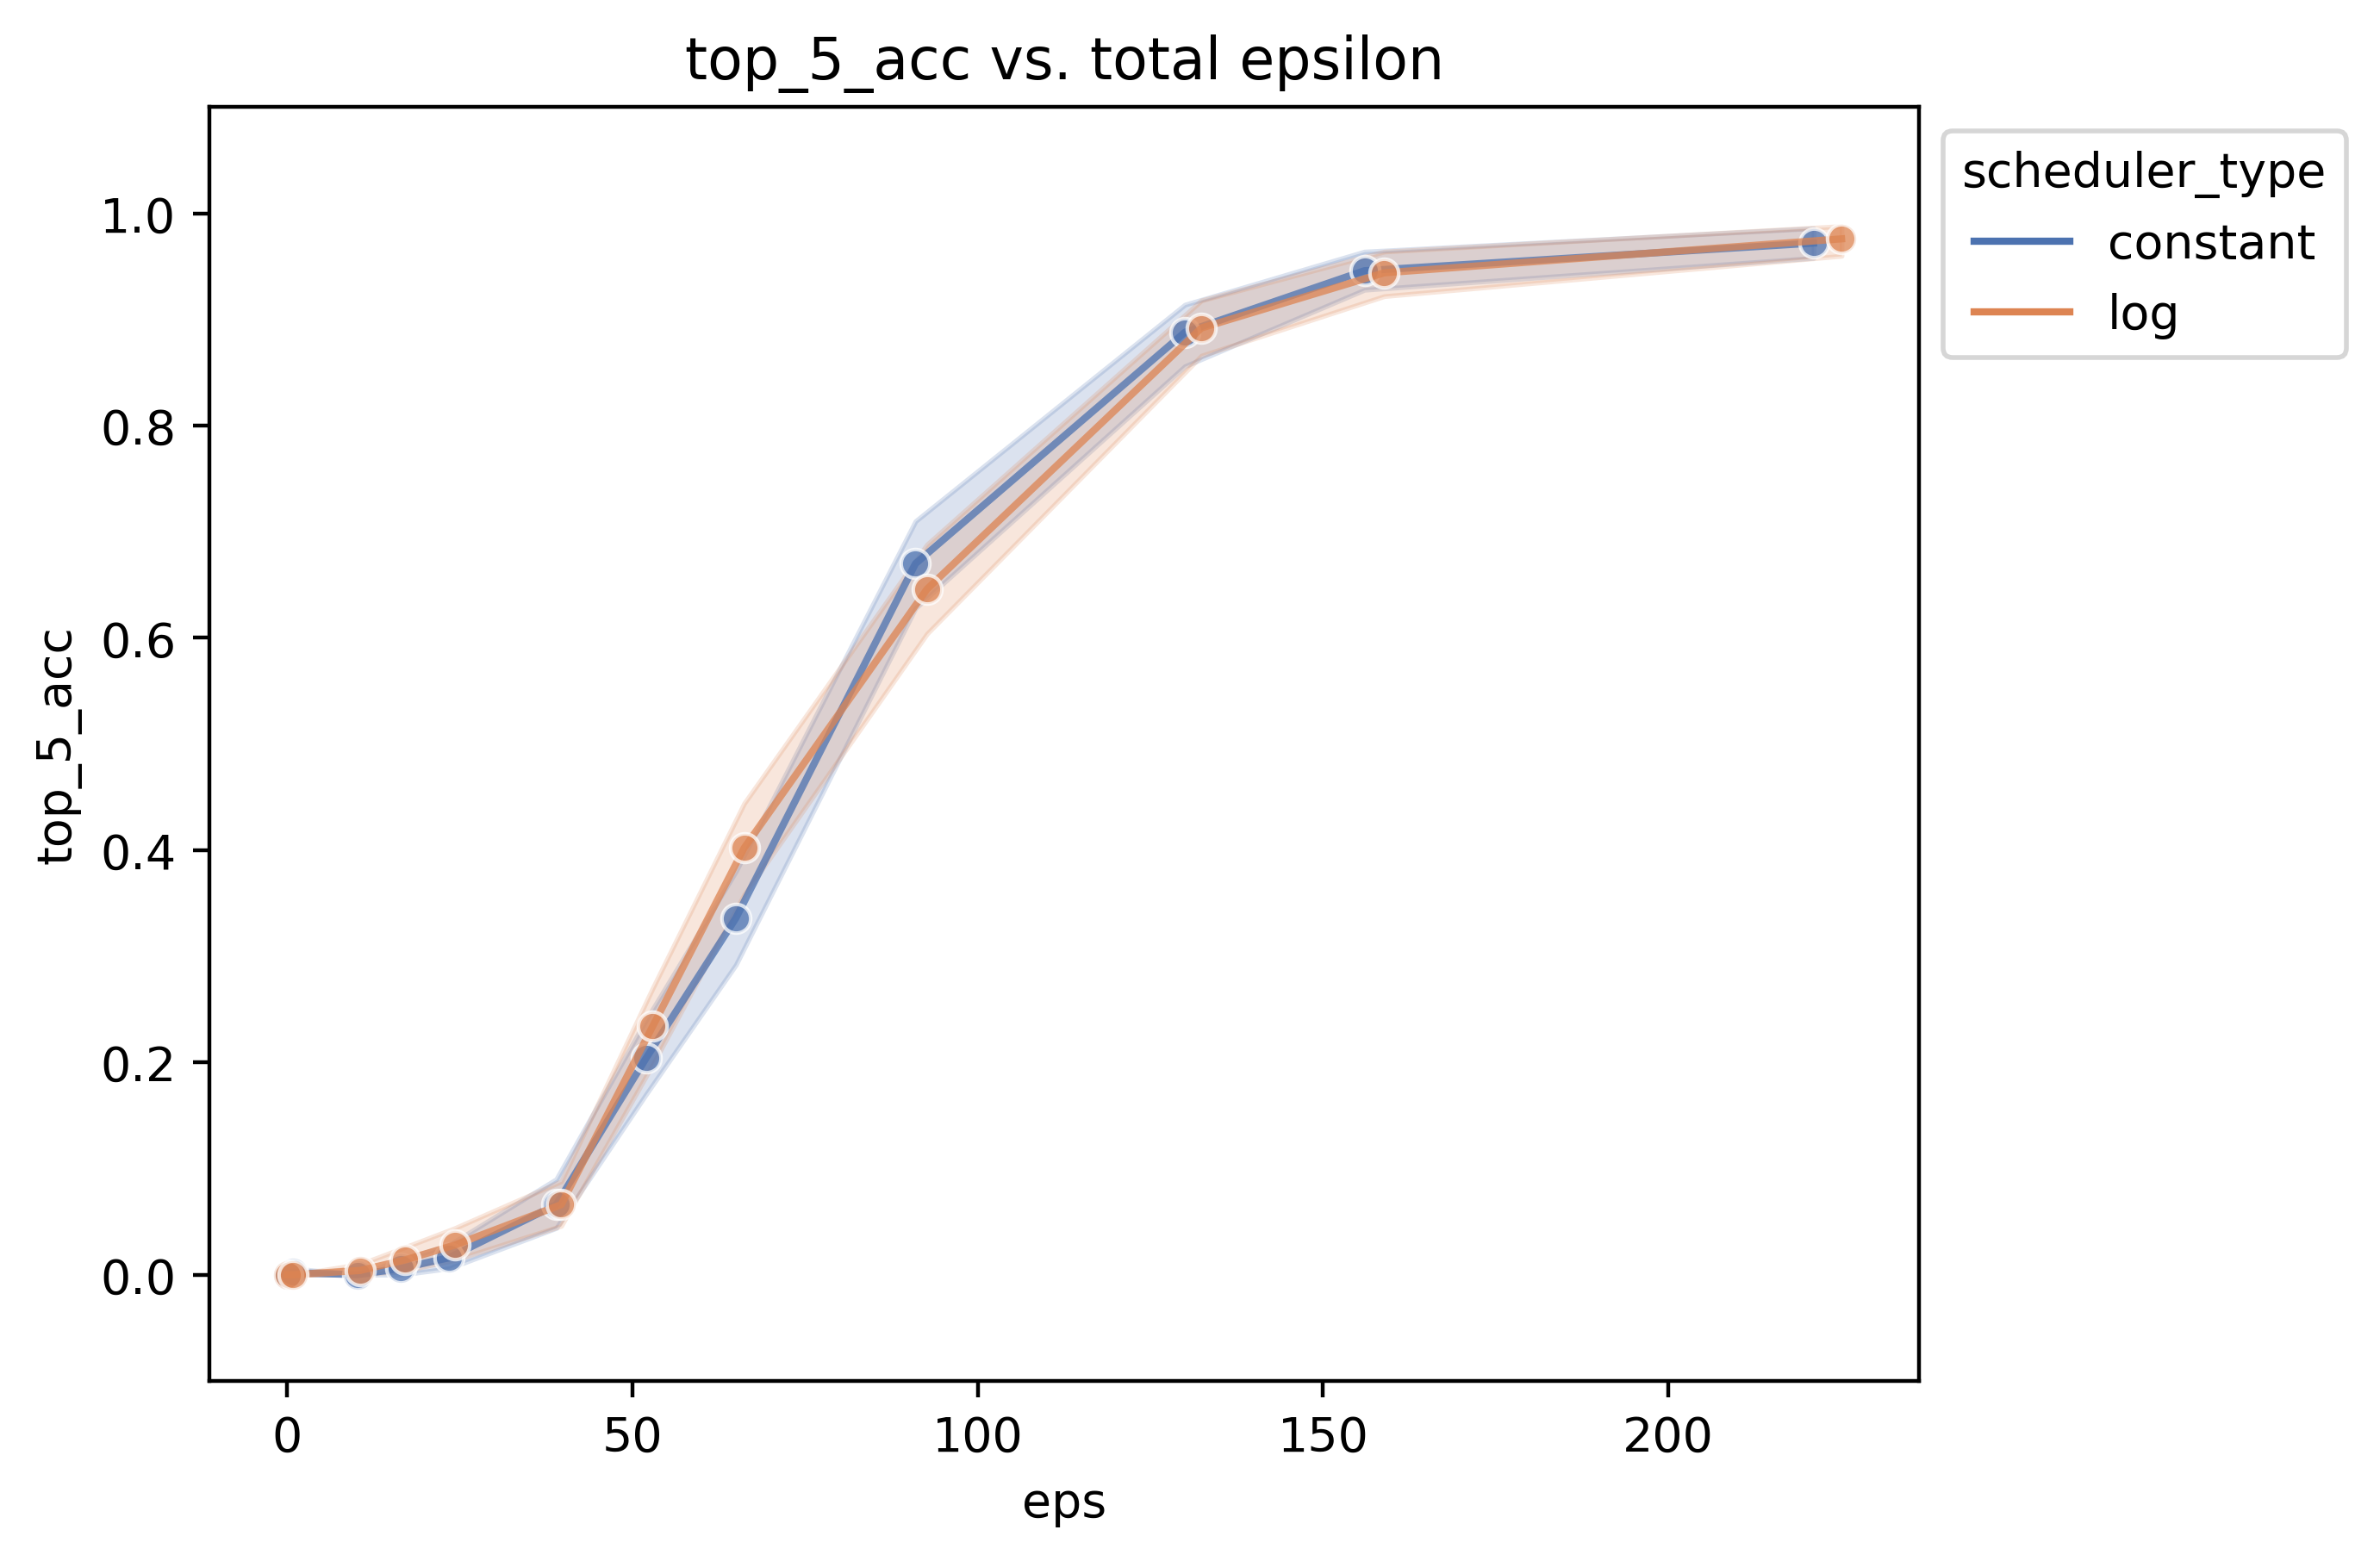 top_5_acc vs. total epsilon
scheduler_type
constant
log
top_5_acc
1.0
0.8
0.6
0.4
0.2
0.0
0 50 100 150 200
eps